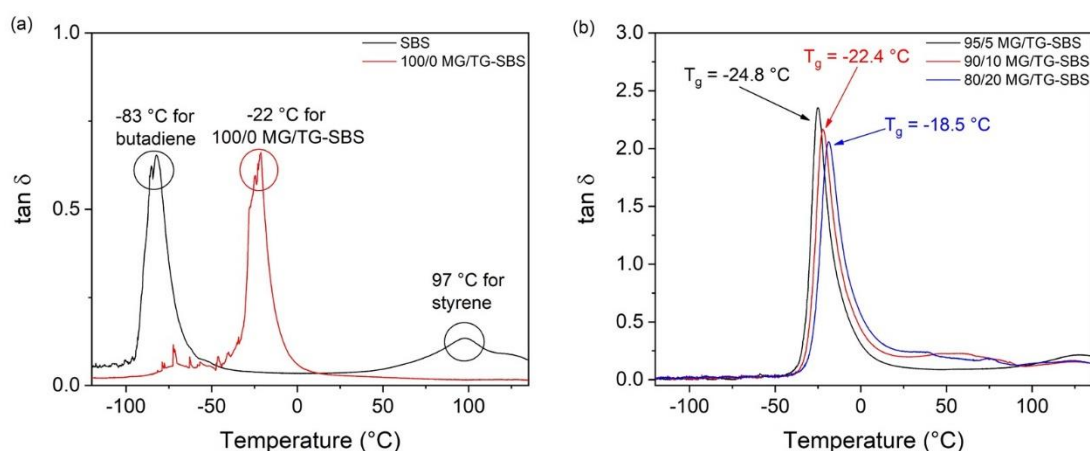 (a)
SBS
100/0 MG/TG-SBS
-83 °C for
butadiene
-22 °C for
100/0 MG/TG-SBS
97 °C for
styrene
tan δ
1.0
0.5
0.0
-100
-50
0
50
100
Temperature (°C)
(b)
95/5 MG/TG-SBS
90/10 MG/TG-SBS
80/20 MG/TG-SBS
Tg = -22.4 °C
Tg = -24.8 °C
Tg = -18.5 °C
tan δ
3.0
2.5
2.0
1.5
1.0
0.5
0.0
-100
-50
0
50
100
Temperature (°C)